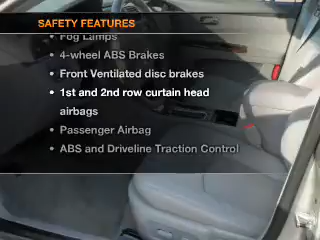 SAFETY FEATURES
• Fog Lamps
• 4-wheel ABS Brakes
• Front Ventilated disc brakes
• 1st and 2nd row curtain head
airbags
• Passenger Airbag
• ABS and Driveline Traction Control